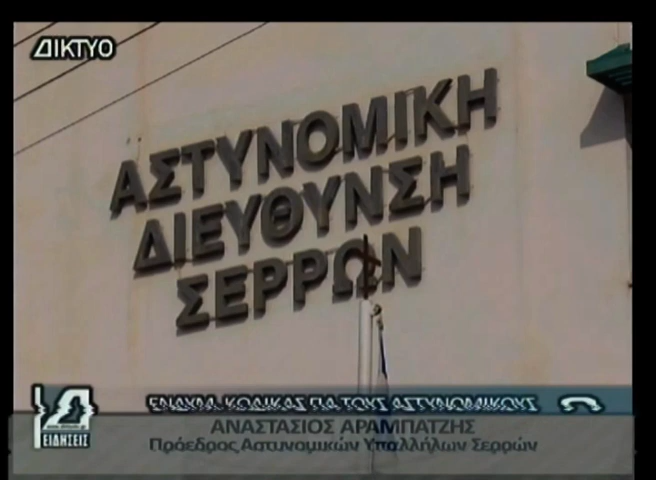 ΔΙΚΤΥΟ
ΑΣΤΥΝΟΜΙΚΗ
ΔΙΕΥΘΥΝΣΗ
ΣΕΡΡΩΝ
ΚΩΔΙΚΑΣ ΓΙΑ ΤΟΥΣ ΑΣΤΥΝΟΜΙΚΟΥΣ
ΑΝΑΣΤΑΣΙΟΣ ΑΡΑΜΠΑΤΖΗΣ
Πρόεδρος Αστυνομικών Υπαλλήλων Σερρών
ΕΙΔΗΣΕΙΣ